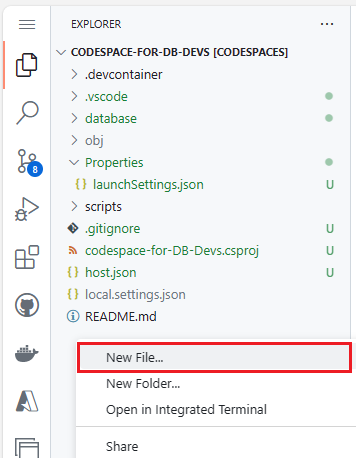 EXPLORER
CODESPACE-FOR-DB-DEVS [CODESPACES]
.devcontainer
.vscode
database
obj
Properties
launchSettings.json U
scripts
.gitignore U
codespace-for-DB-Devs.csproj U
host.json U
local.settings.json
README.md
8
New File...
New Folder...
Open in Integrated Terminal
Share